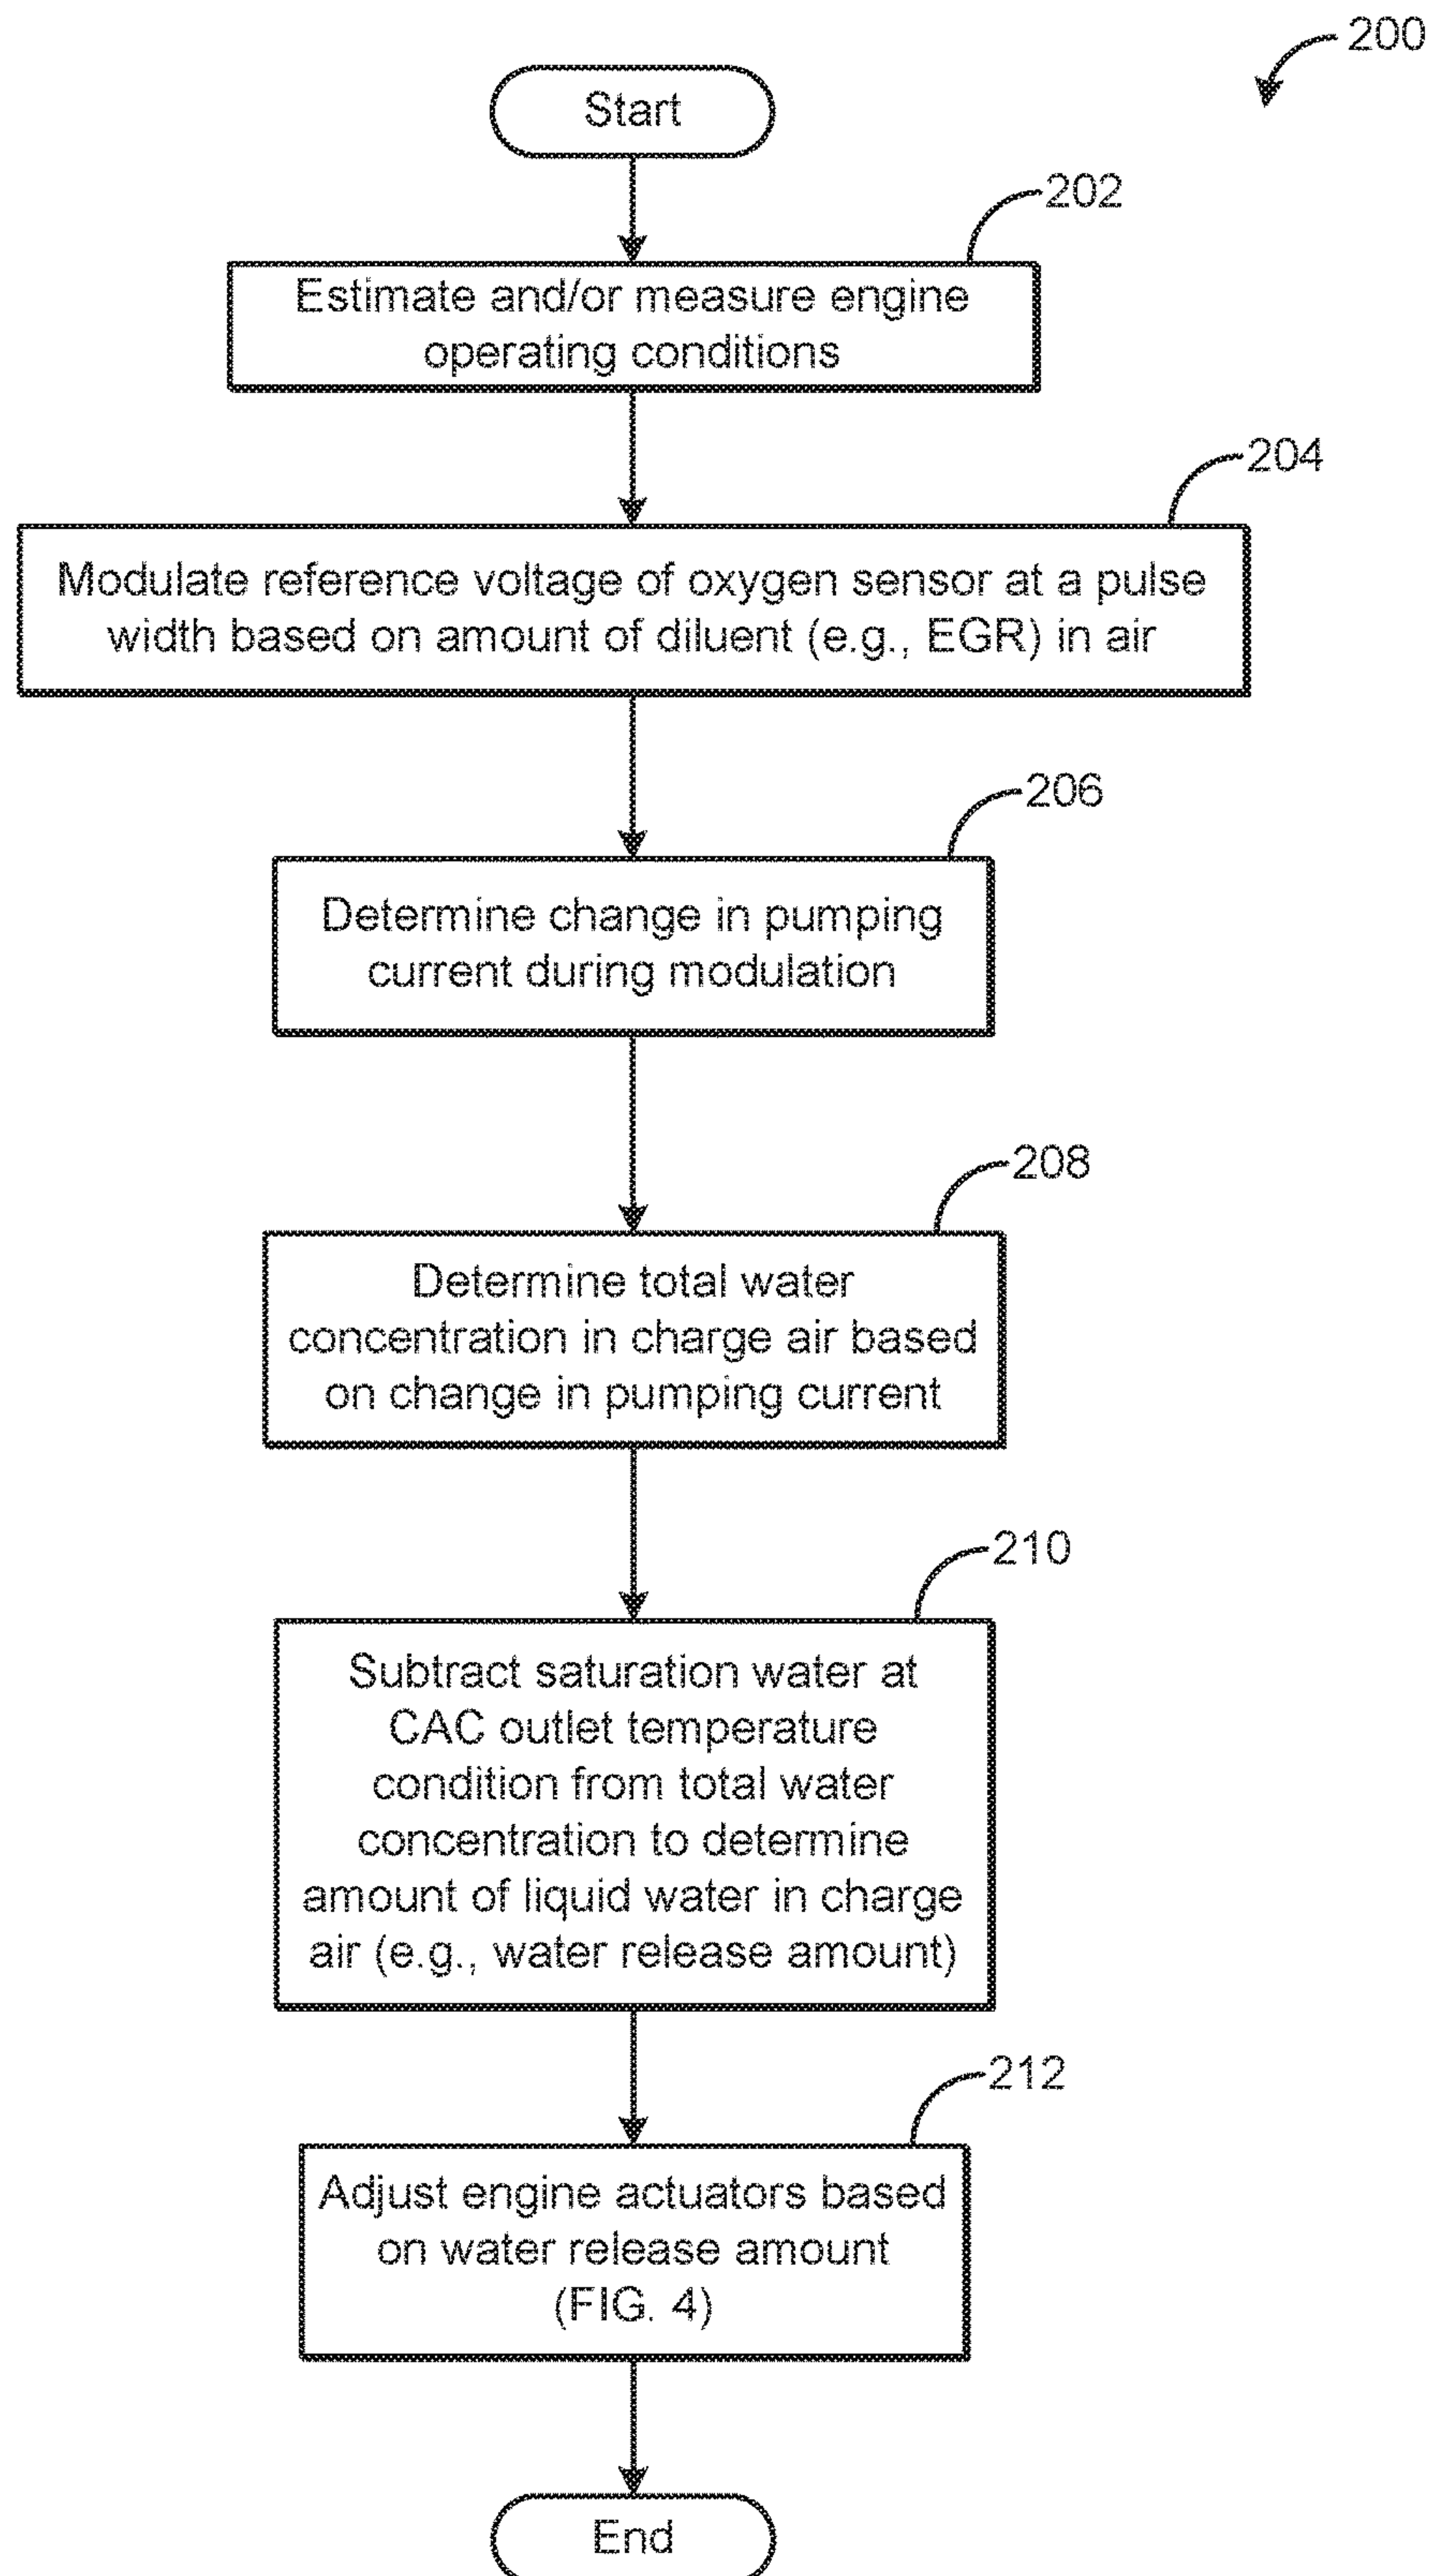 200
Start
202
Estimate and/or measure engine
operating conditions
204
Modulate reference voltage of oxygen sensor at a pulse
width based on amount of diluent (e.g., EGR) in air
206
Determine change in pumping
current during modulation
208
Determine total water
concentration in charge air based
on change in pumping current
210
Subtract saturation water at
CAC outlet temperature
condition from total water
concentration to determine
amount of liquid water in charge
air (e.g., water release amount)
212
Adjust engine actuators based
on water release amount
(FIG. 4)
End